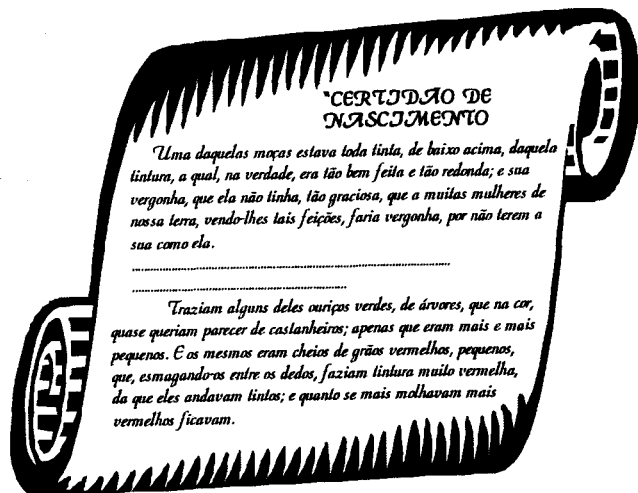 "CERTIDÃO DE
NASCIMENTO
Uma daquelas moças estava toda tinta, de baixo acima, daquela
tintura, a qual, na verdade, era tão bem feita e tão redonda; e sua
vergonha, que ela não tinha, tão graciosa, que a muitas mulheres de
nossa terra, vendo-lhes tais feições, faria vergonha, por não terem a
sua como ela.
................................................................................
......................................................
Traziam alguns deles ouriços verdes, de árvores, que na cor,
quase queriam parecer de castanheiros; apenas que eram mais e mais
pequenos. E os mesmos eram cheios de grãos vermelhos, pequenos,
que, esmagando-os entre os dedos, faziam tintura muito vermelha,
da que eles andavam tintos; e quanto se mais molhavam mais
vermelhos ficavam.